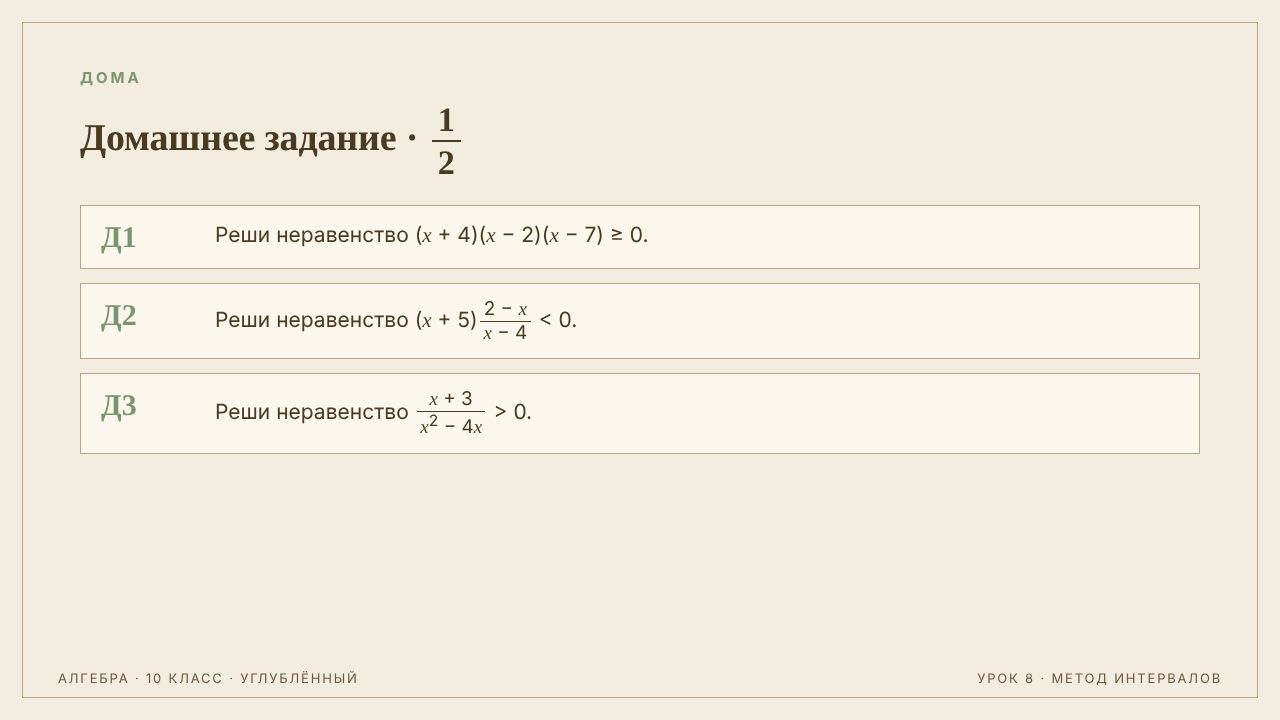 ДОМА
Домашнее задание · 1/2
Д1 Реши неравенство (x + 4)(x − 2)(x − 7) ≥ 0.
Д2 Реши неравенство (x + 5) (2 − x)/(x − 4) < 0.
Д3 Реши неравенство (x + 3)/(x² − 4x) > 0.
АЛГЕБРА · 10 КЛАСС · УГЛУБЛЁННЫЙ
УРОК 8 · МЕТОД ИНТЕРВАЛОВ